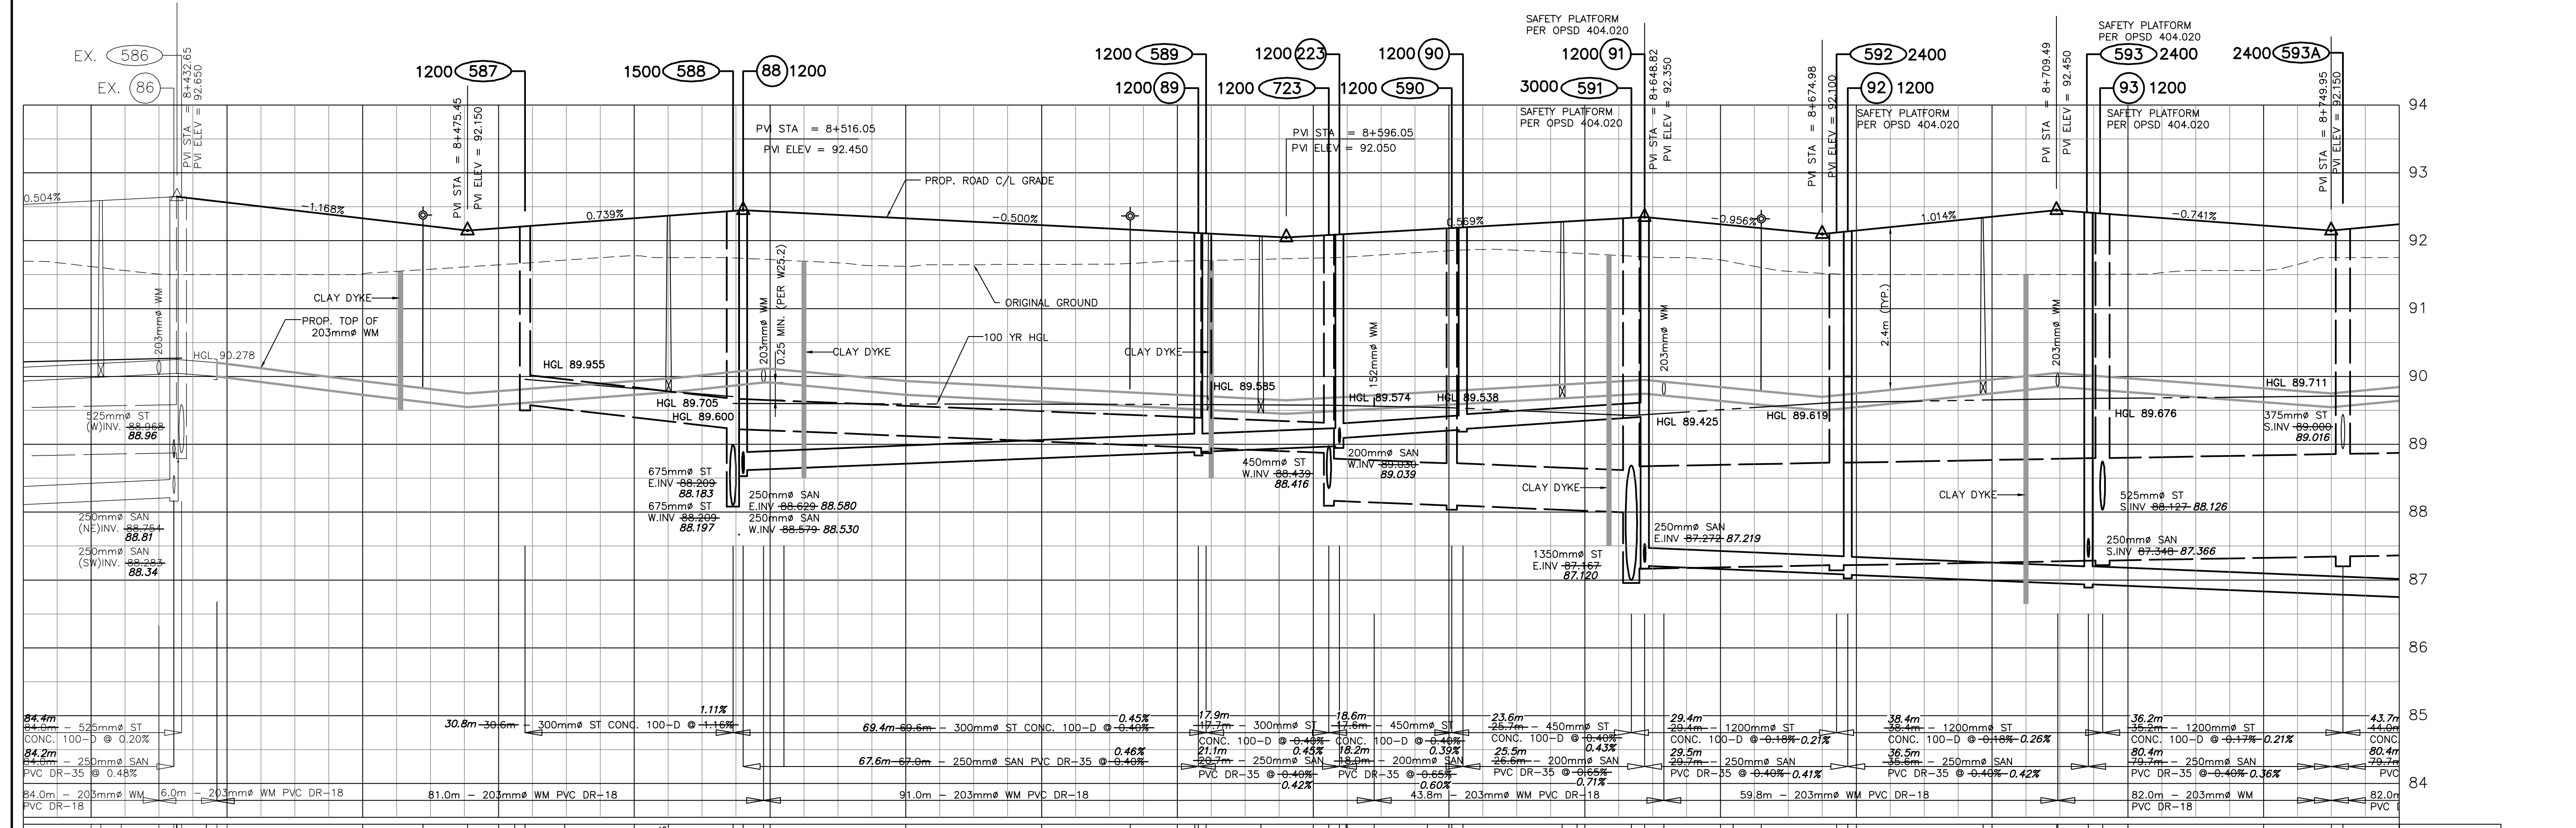 SAFETY PLATFORM
PER OPSD 404.020
SAFETY PLATFORM
PER OPSD 404.020
EX. 586
EX. 86
PVI STA = 8+432.65
PVI ELEV = 92.650
1200 587
PVI STA = 8+475.45
PVI ELEV = 92.150
1500 588
88 1200
1200 589
1200 89
1200 223
1200 723
1200 90
1200 590
1200 91
3000 591
SAFETY PLATFORM
PER OPSD 404.020
PVI STA = 8+648.82
PVI ELEV = 92.350
PVI STA = 8+674.98
PVI ELEV = 92.100
592 2400
92 1200
SAFETY PLATFORM
PER OPSD 404.020
PVI STA = 8+709.49
PVI ELEV = 92.450
593 2400
93 1200
SAFETY PLATFORM
PER OPSD 404.020
2400 593A
PVI STA = 8+749.95
PVI ELEV = 92.150
PVI STA = 8+516.05
PVI ELEV = 92.450
PVI STA = 8+596.05
PVI ELEV = 92.050
94
93
92
91
90
89
88
87
86
85
84
0.504%
-1.168%
0.739%
PROP. ROAD C/L GRADE
-0.500%
0.569%
-0.956%
1.014%
-0.741%
CLAY DYKE
PROP. TOP OF
203mmø WM
203mmø WM
HGL 90.278
HGL 89.955
203mmø WM
0.25 MIN. (PER W25.2)
ORIGINAL GROUND
100 YR HGL
CLAY DYKE
CLAY DYKE
152mmø WM
203mmø WM
2.4m (TYP.)
203mmø WM
HGL 89.705
HGL 89.600
HGL 89.585
HGL 89.574
HGL 89.538
HGL 89.425
HGL 89.619
HGL 89.676
HGL 89.711
525mmø ST
(W)INV. 88.968
88.96
250mmø SAN
(NE)INV. 88.754
88.81
250mmø SAN
(SW)INV. 88.283
88.34
675mmø ST
E.INV 88.209
88.183
675mmø ST
W.INV 88.209
88.197
250mmø SAN
E.INV 88.629 88.580
250mmø SAN
W.INV 88.579 88.530
450mmø ST
W.INV 88.439
88.416
200mmø SAN
W.INV 89.030
89.039
CLAY DYKE
1350mmø ST
E.INV 87.167
87.120
250mmø SAN
E.INV 87.272 87.219
CLAY DYKE
525mmø ST
S.INV 88.127 88.126
250mmø SAN
S.INV 87.348 87.366
375mmø ST
S.INV 89.000
89.016
84.4m
84.0m - 525mmø ST
CONC. 100-D @ 0.20%
84.2m
84.0m - 250mmø SAN
PVC DR-35 @ 0.48%
84.0m - 203mmø WM
PVC DR-18
6.0m - 203mmø WM PVC DR-18
1.11%
30.8m 30.6m - 300mmø ST CONC. 100-D @ 1.16%
81.0m - 203mmø WM PVC DR-18
0.45%
69.4m 69.6m - 300mmø ST CONC. 100-D @ 0.40%
0.46%
67.6m 67.0m - 250mmø SAN PVC DR-35 @ 0.40%
91.0m - 203mmø WM PVC DR-18
17.9m
17.7m - 300mmø ST
CONC. 100-D @ 0.40%
0.45%
21.1m
20.7m - 250mmø SAN
PVC DR-35 @ 0.40%
0.42%
18.6m
17.6m - 450mmø ST
CONC. 100-D @ 0.40%
0.39%
18.2m
18.0m - 200mmø SAN
PVC DR-35 @ 0.65%
0.60%
23.6m
25.7m - 450mmø ST
CONC. 100-D @ 0.40%
0.43%
25.5m
26.6m - 200mmø SAN
PVC DR-35 @ 0.65%
0.71%
43.8m - 203mmø WM PVC DR-18
29.4m
29.4m - 1200mmø ST
CONC. 100-D @ 0.18% 0.21%
29.5m
29.7m - 250mmø SAN
PVC DR-35 @ 0.40% 0.41%
59.8m - 203mmø WM PVC DR-18
38.4m
38.4m - 1200mmø ST
CONC. 100-D @ 0.18% 0.26%
36.5m
35.6m - 250mmø SAN
PVC DR-35 @ 0.40% 0.42%
36.2m
35.2m - 1200mmø ST
CONC. 100-D @ 0.17% 0.21%
80.4m
79.7m - 250mmø SAN
PVC DR-35 @ 0.40% 0.36%
82.0m - 203mmø WM
PVC DR-18
43.7m
44.0m
CONC
80.4m
79.7m
PVC
82.0m
PVC